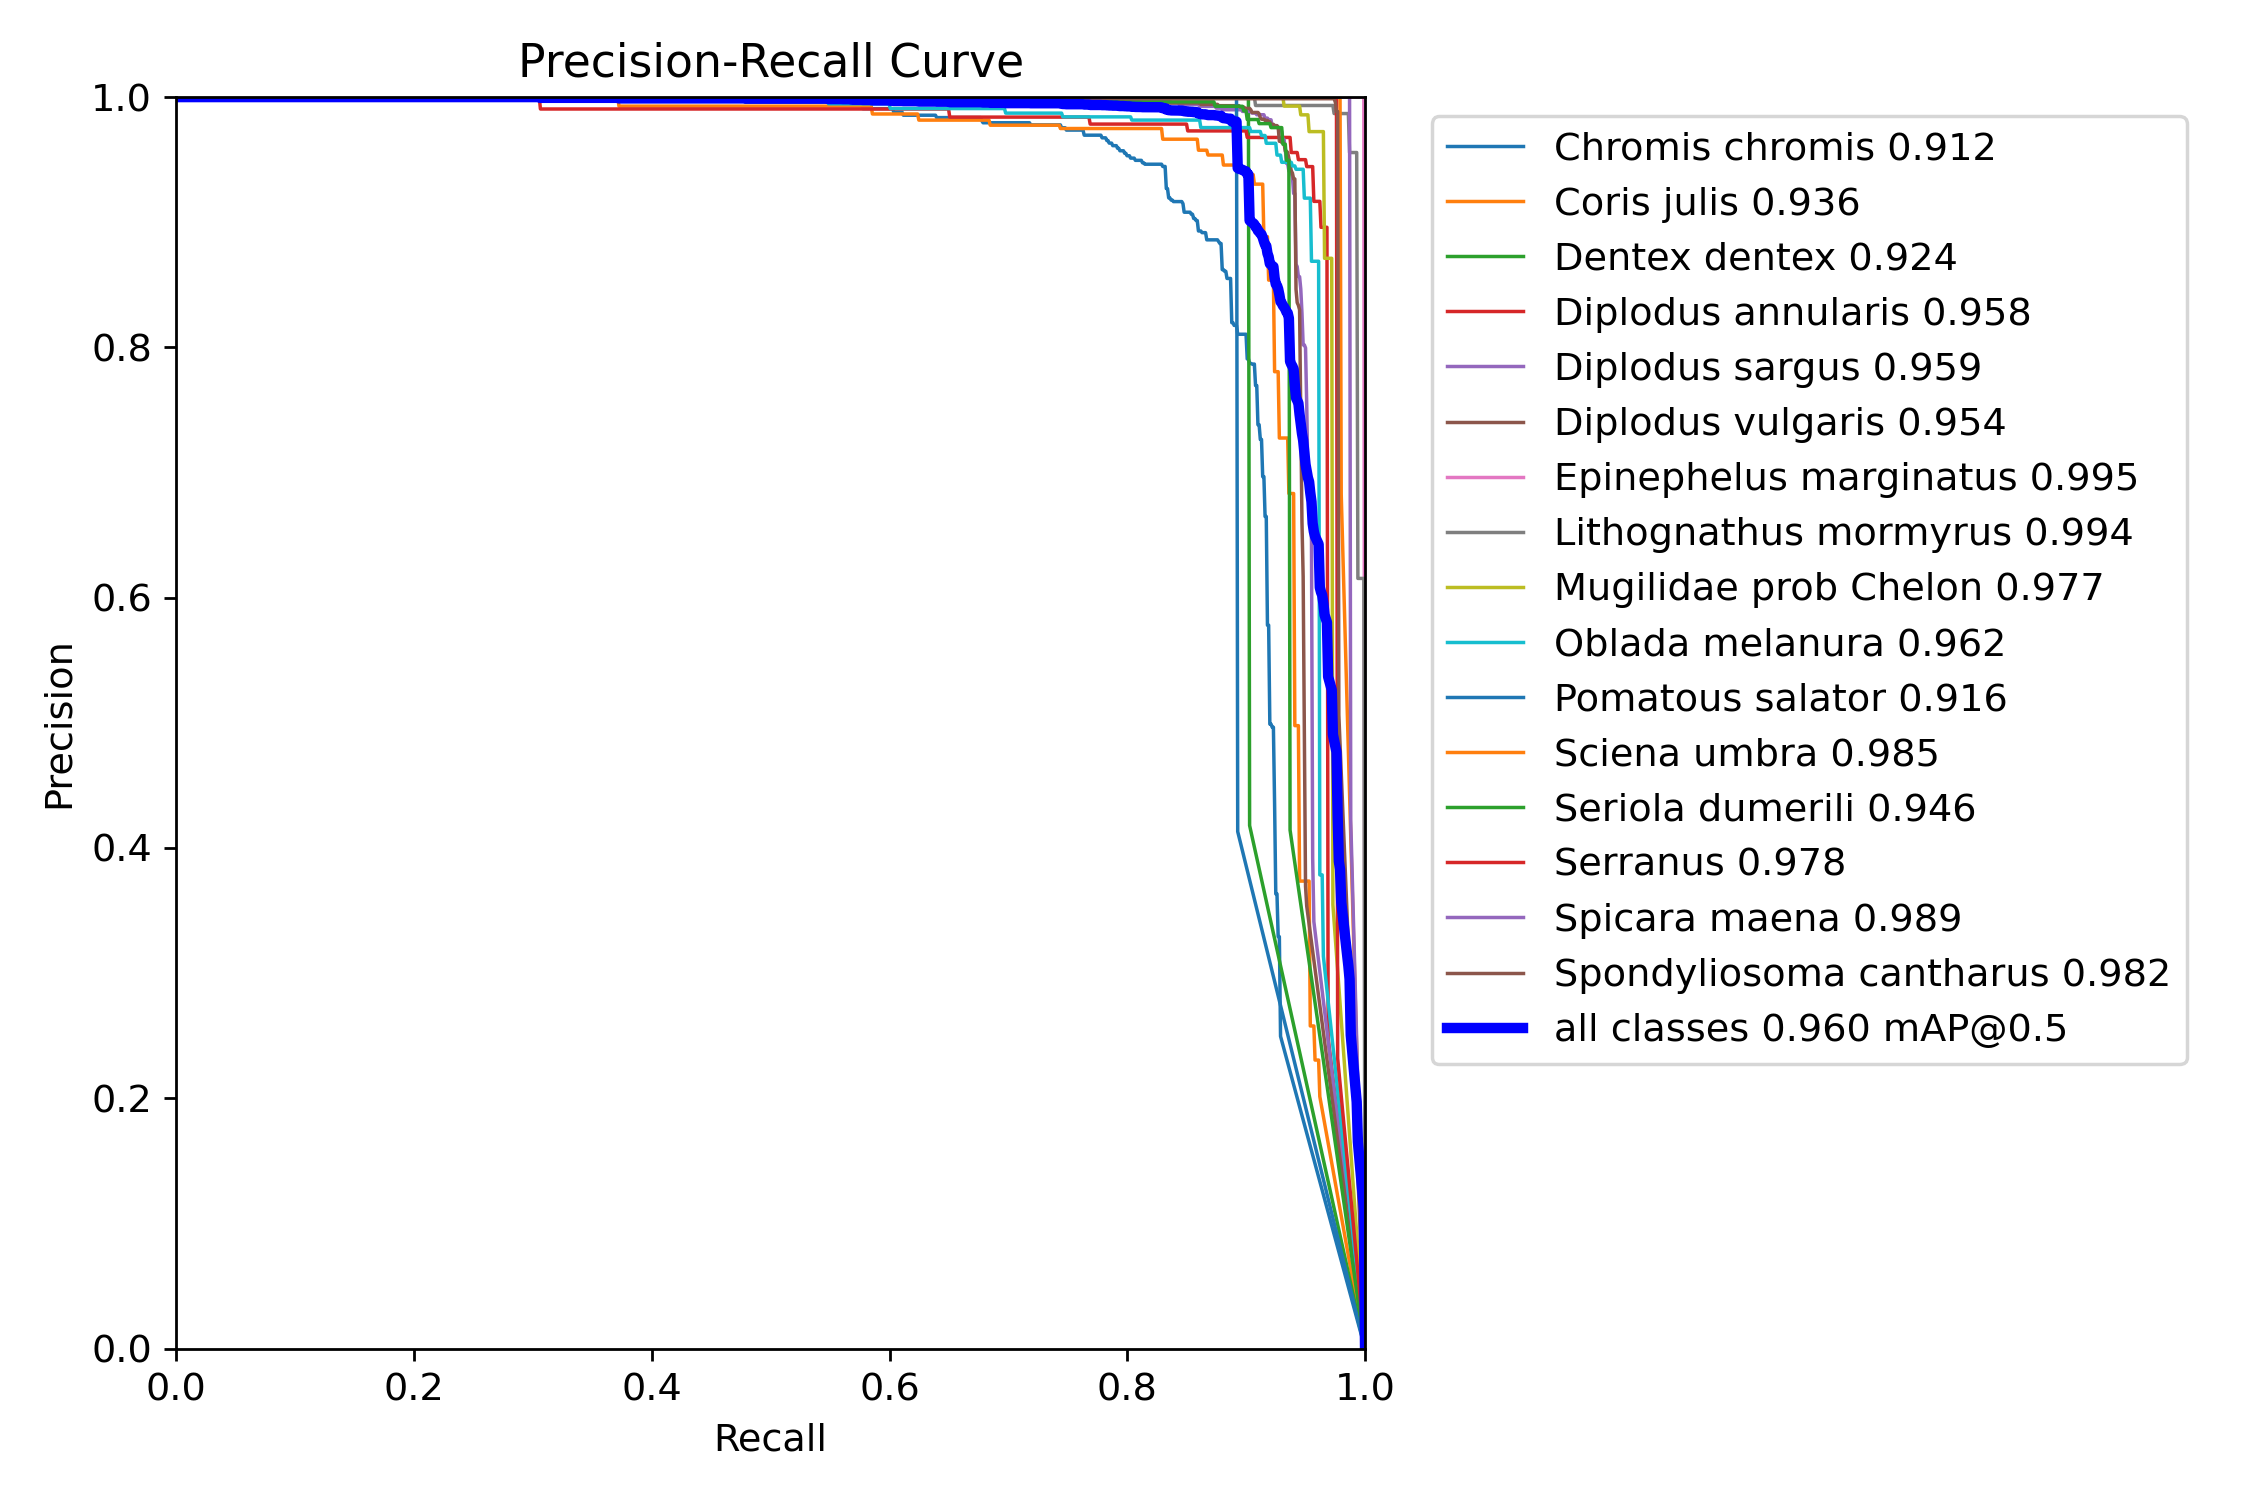 Precision-Recall Curve
1.0
0.8
0.6
0.4
0.2
0.0
Precision
0.0 0.2 0.4 0.6 0.8 1.0
Recall
Chromis chromis 0.912
Coris julis 0.936
Dentex dentex 0.924
Diplodus annularis 0.958
Diplodus sargus 0.959
Diplodus vulgaris 0.954
Epinephelus marginatus 0.995
Lithognathus mormyrus 0.994
Mugilidae prob Chelon 0.977
Oblada melanura 0.962
Pomatous salator 0.916
Sciena umbra 0.985
Seriola dumerili 0.946
Serranus 0.978
Spicara maena 0.989
Spondyliosoma cantharus 0.982
all classes 0.960 mAP@0.5